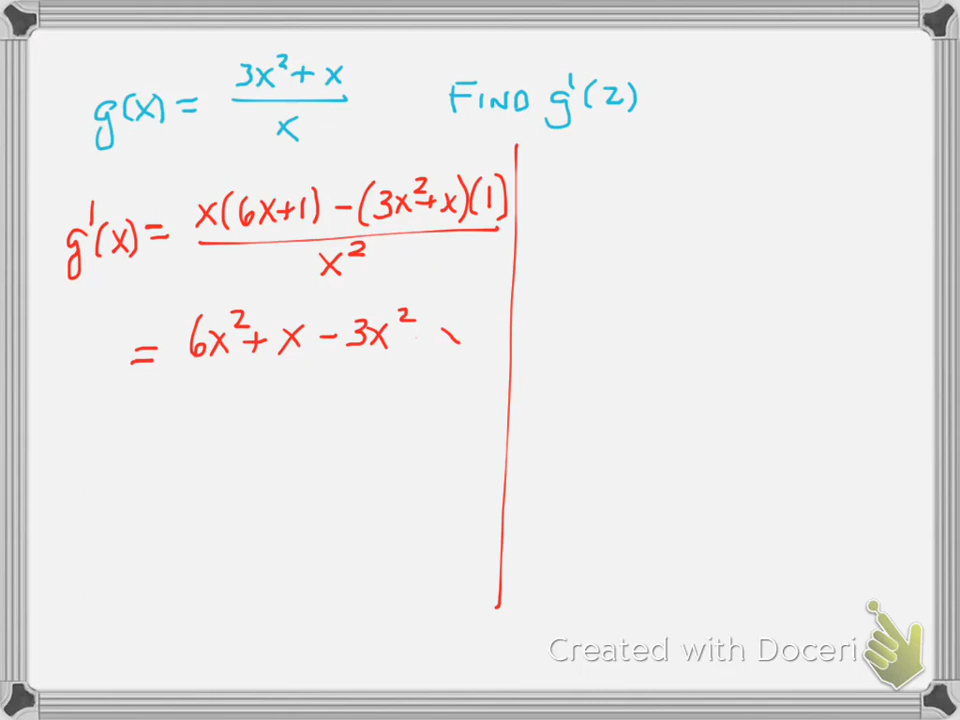 g(x) = (3x² + x) / x    FIND g'(2)
g'(x) = (x(6x+1) - (3x²+x)(1)) / x²
= 6x² + x - 3x²
Created with Doceri